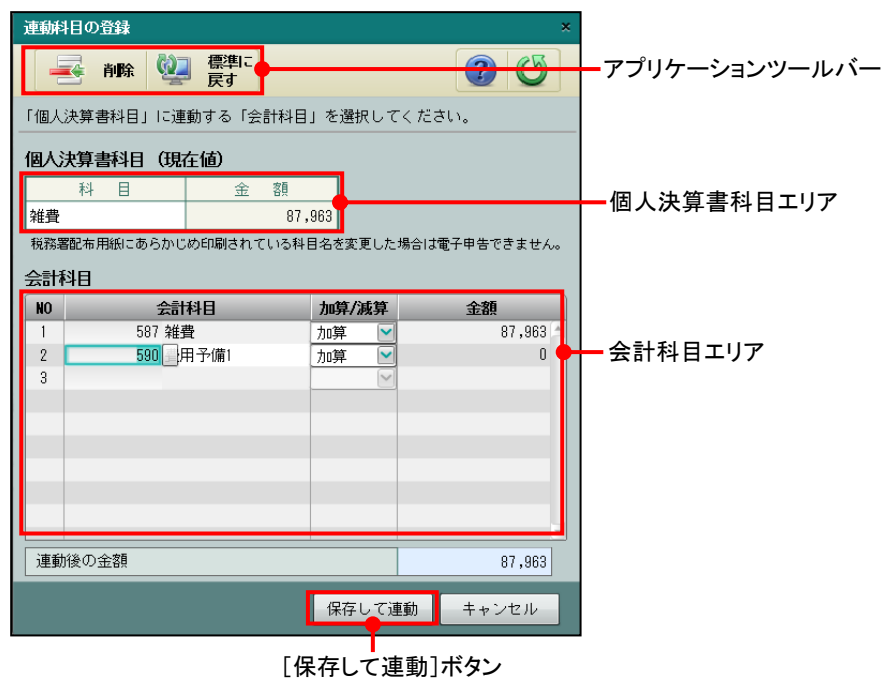 連動科目の登録
×
削除
標準に
戻す
アプリケーションツールバー
「個人決算書科目」に連動する「会計科目」を選択してください。
個人決算書科目（現在値）
科　目　金　額
雑費　87,963
個人決算書科目エリア
税務署配布用紙にあらかじめ印刷されている科目名を変更した場合は電子申告できません。
会計科目
NO　会計科目　加算/減算　金額
1　587 雑費　加算　87,963
2　590 用予備1　加算　0
会計科目エリア
3
連動後の金額　87,963
保存して連動　キャンセル
[保存して連動]ボタン